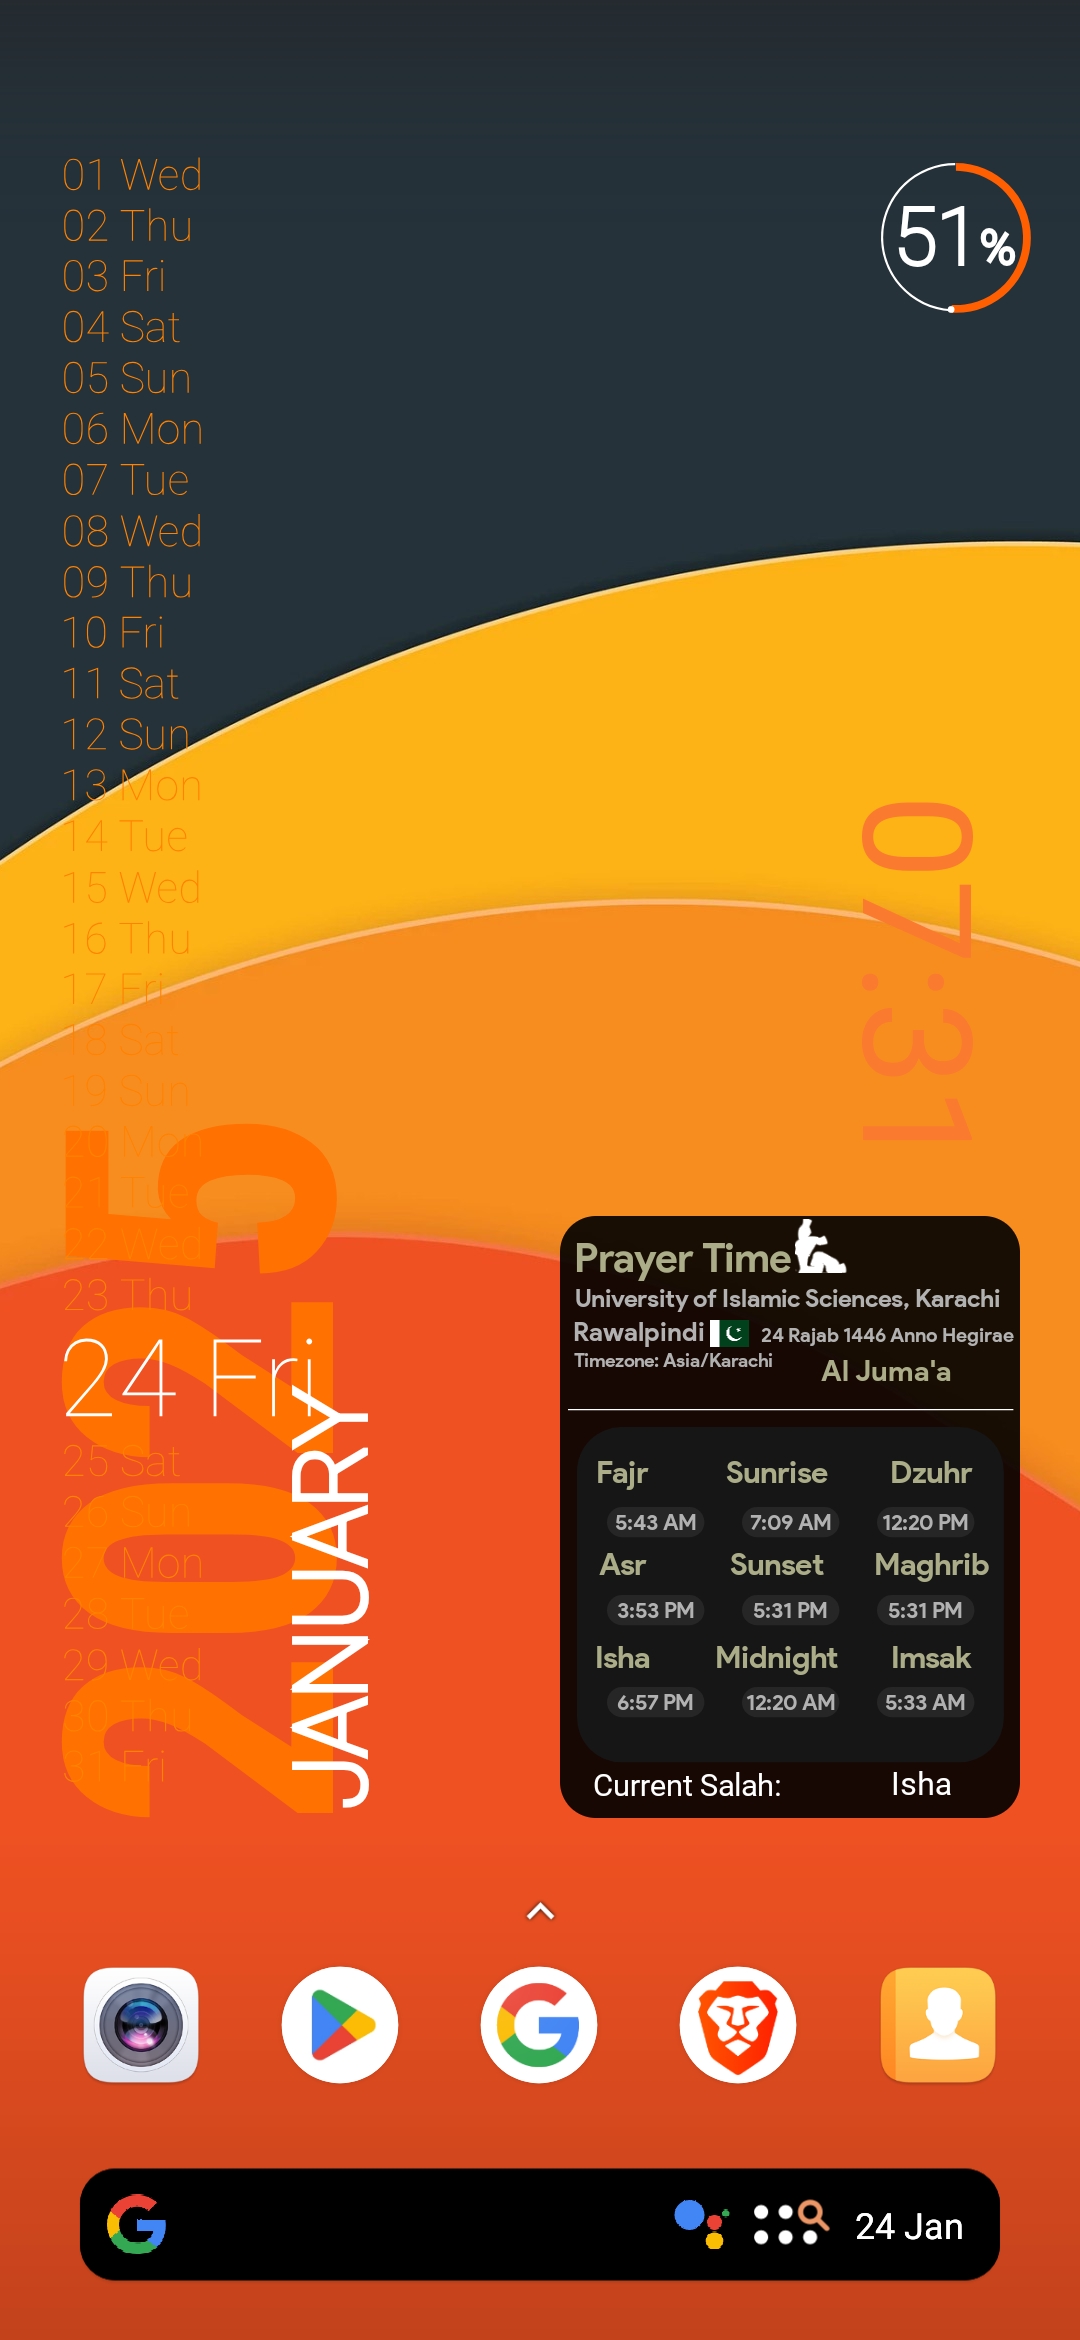 01 Wed
02 Thu
03 Fri
04 Sat
05 Sun
06 Mon
07 Tue
08 Wed
09 Thu
10 Fri
11 Sat
12 Sun
13 Mon
14 Tue
15 Wed
16 Thu
17 Fri
18 Sat
19 Sun
20 Mon
21 Tue
22 Wed
23 Thu
24 Fri
25 Sat
26 Sun
27 Mon
28 Tue
29 Wed
30 Thu
31 Fri
2025
JANUARY
51%
07:31
Prayer Time
University of Islamic Sciences, Karachi
Rawalpindi 24 Rajab 1446 Anno Hegirae
Timezone: Asia/Karachi
Al Juma'a
Fajr Sunrise Dzuhr
5:43 AM 7:09 AM 12:20 PM
Asr Sunset Maghrib
3:53 PM 5:31 PM 5:31 PM
Isha Midnight Imsak
6:57 PM 12:20 AM 5:33 AM
Current Salah: Isha
24 Jan